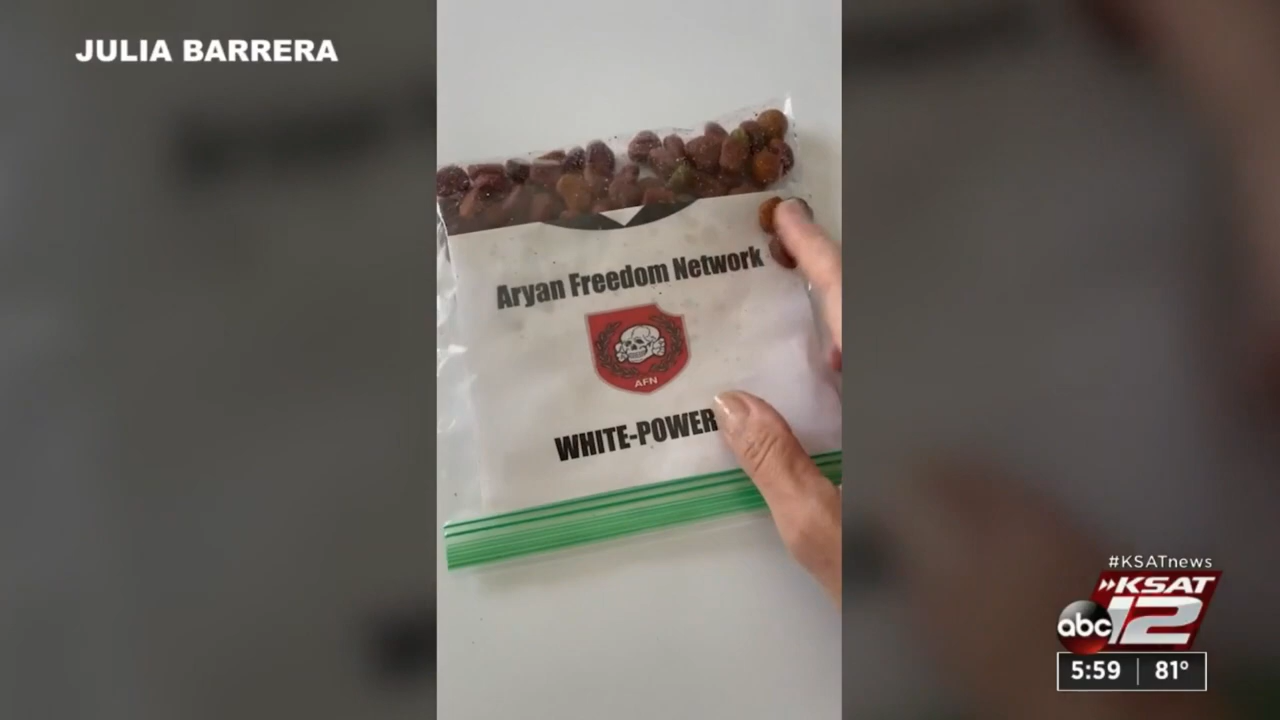 JULIA BARRERA
Aryan Freedom Network
AFN
WHITE-POWER
#KSATnews
KSAT
abc 12
5:59 81°